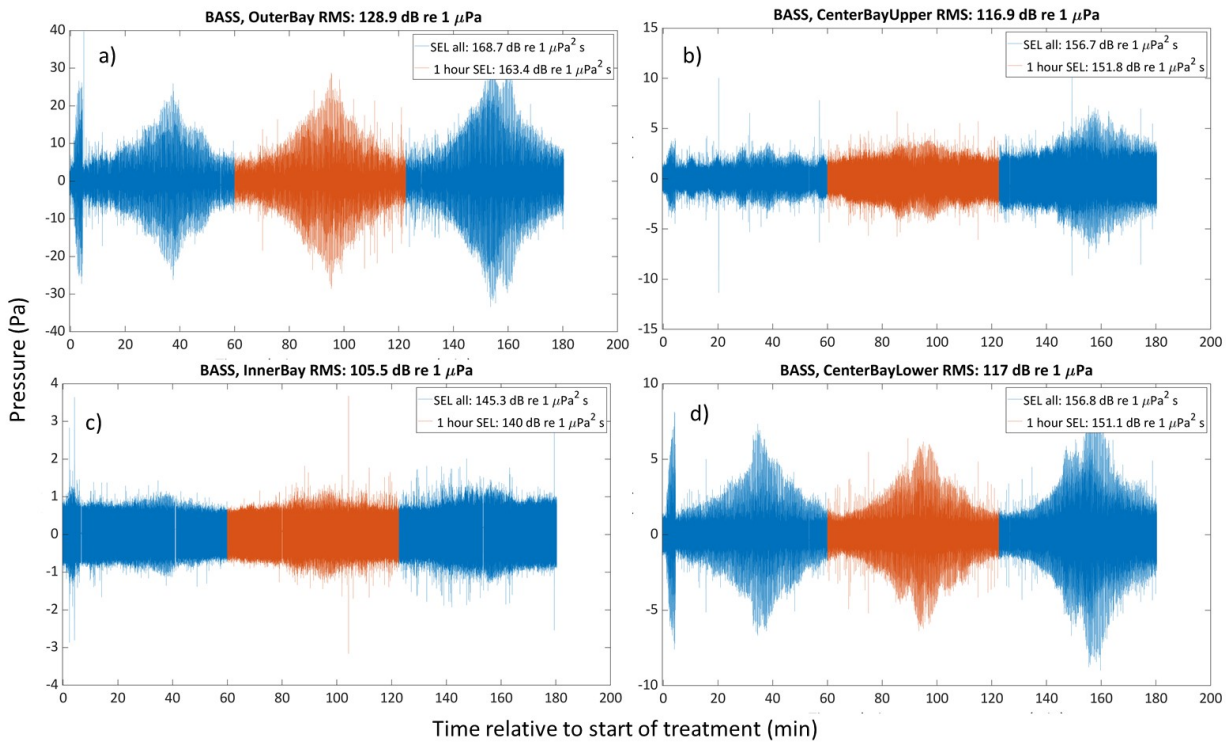 BASS, OuterBay RMS: 128.9 dB re 1 μPa
a)
SEL all: 168.7 dB re 1 μPa² s
1 hour SEL: 163.4 dB re 1 μPa² s
40
30
20
10
0
-10
-20
-30
40
0 20 40 60 80 100 120 140 160 180 200
BASS, CenterBayUpper RMS: 116.9 dB re 1 μPa
b)
SEL all: 156.7 dB re 1 μPa² s
1 hour SEL: 151.8 dB re 1 μPa² s
15
10
5
0
-5
-10
-15
0 20 40 60 80 100 120 140 160 180 200
Pressure (Pa)
BASS, InnerBay RMS: 105.5 dB re 1 μPa
c)
SEL all: 145.3 dB re 1 μPa² s
1 hour SEL: 140 dB re 1 μPa² s
4
3
2
1
0
-1
-2
-3
-4
0 20 40 60 80 100 120 140 160 180 200
BASS, CenterBayLower RMS: 117 dB re 1 μPa
d)
SEL all: 156.8 dB re 1 μPa² s
1 hour SEL: 151.1 dB re 1 μPa² s
10
5
0
-5
-10
0 20 40 60 80 100 120 140 160 180 200
Time relative to start of treatment (min)